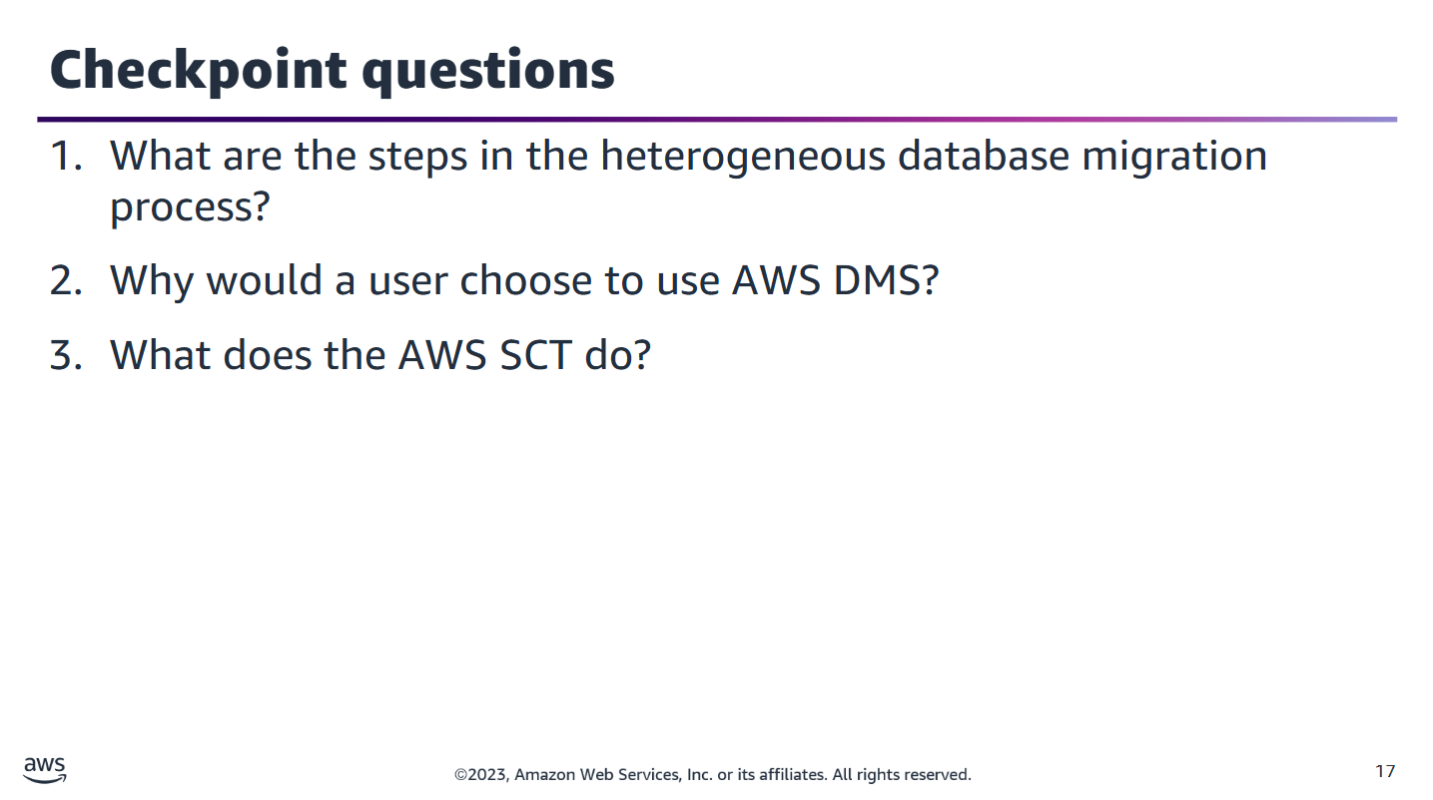 Checkpoint questions
1. What are the steps in the heterogeneous database migration
process?
2. Why would a user choose to use AWS DMS?
3. What does the AWS SCT do?
aws
©2023, Amazon Web Services, Inc. or its affiliates. All rights reserved.
17